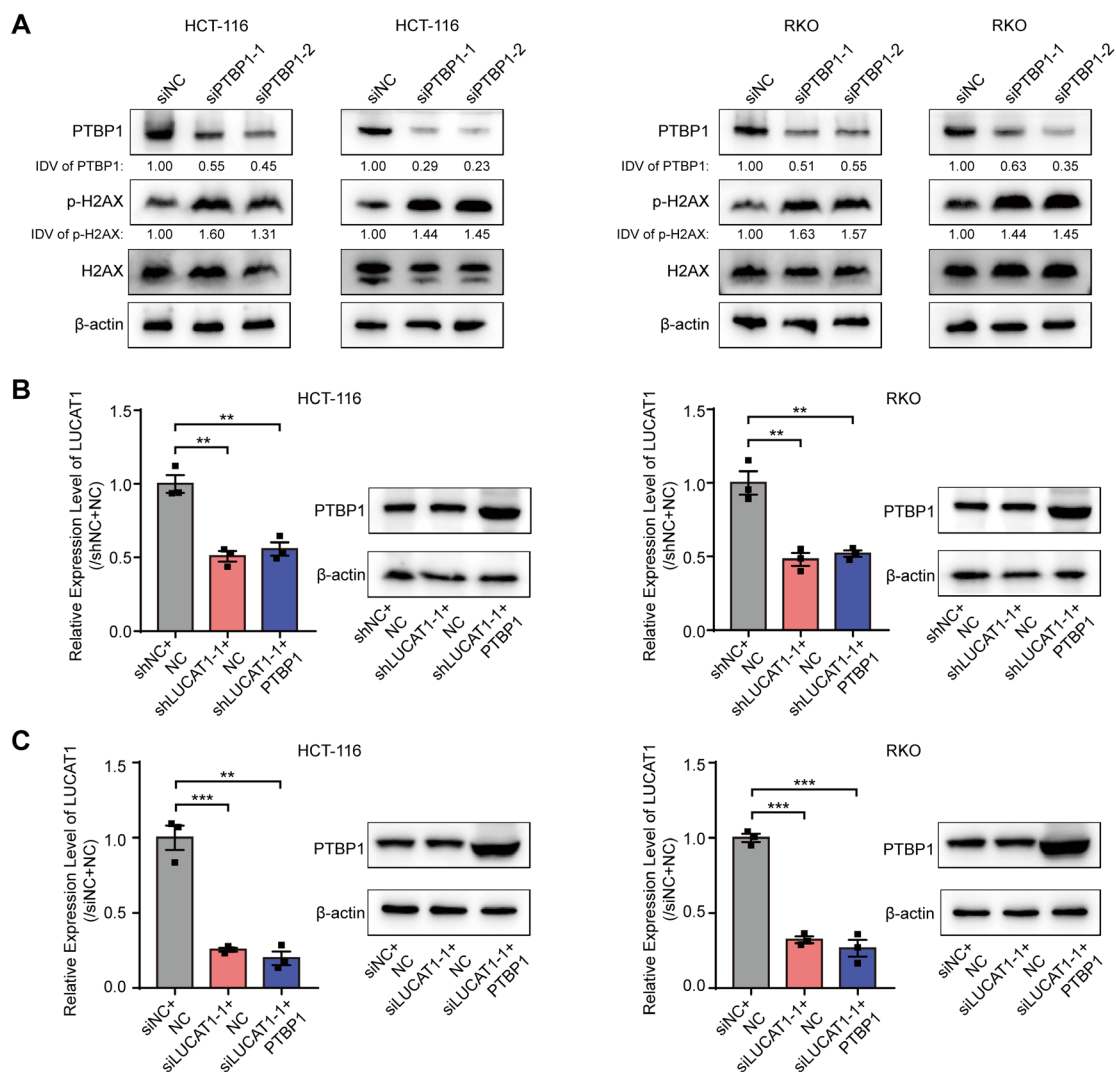 A
HCT-116
HCT-116
RKO
RKO
siNC
siPTBP1-1
siPTBP1-2
siNC
siPTBP1-1
siPTBP1-2
siNC
siPTBP1-1
siPTBP1-2
siNC
siPTBP1-1
siPTBP1-2
PTBP1
PTBP1
IDV of PTBP1: 1.00 0.55 0.45 1.00 0.29 0.23
IDV of PTBP1: 1.00 0.51 0.55 1.00 0.63 0.35
p-H2AX
p-H2AX
IDV of p-H2AX: 1.00 1.60 1.31 1.00 1.44 1.45
IDV of p-H2AX: 1.00 1.63 1.57 1.00 1.44 1.45
H2AX
H2AX
β-actin
β-actin
B
HCT-116
Relative Expression Level of LUCAT1
(/shNC+NC)
1.5
1.0
0.5
0.0
**
**
shNC+
NC
shLUCAT1-1+
NC
shLUCAT1-1+
PTBP1
PTBP1
β-actin
shNC+
NC
shLUCAT1-1+
NC
shLUCAT1-1+
PTBP1
RKO
Relative Expression Level of LUCAT1
(/shNC+NC)
1.5
1.0
0.5
0.0
**
**
shNC+
NC
shLUCAT1-1+
NC
shLUCAT1-1+
PTBP1
PTBP1
β-actin
shNC+
NC
shLUCAT1-1+
NC
shLUCAT1-1+
PTBP1
C
HCT-116
Relative Expression Level of LUCAT1
(/siNC+NC)
1.5
1.0
0.5
0.0
**
***
siNC+
NC
siLUCAT1-1+
NC
siLUCAT1-1+
PTBP1
PTBP1
β-actin
siNC+
NC
siLUCAT1-1+
NC
siLUCAT1-1+
PTBP1
RKO
Relative Expression Level of LUCAT1
(/siNC+NC)
1.5
1.0
0.5
0.0
***
***
siNC+
NC
siLUCAT1-1+
NC
siLUCAT1-1+
PTBP1
PTBP1
β-actin
siNC+
NC
siLUCAT1-1+
NC
siLUCAT1-1+
PTBP1